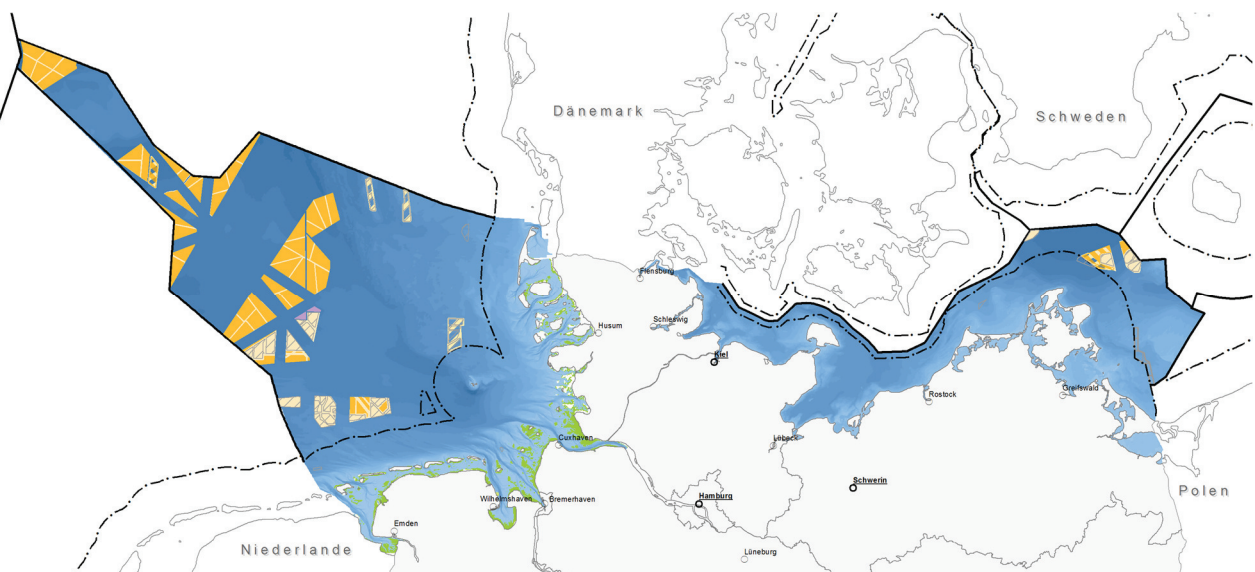 Dänemark
Schweden
Flensburg
Schleswig
Husum
Kiel
Greifswald
Rostock
Cuxhaven
Lübeck
Schwerin
Polen
Wilhelmshaven
Bremerhaven
Hamburg
Emden
Niederlande
Lüneburg